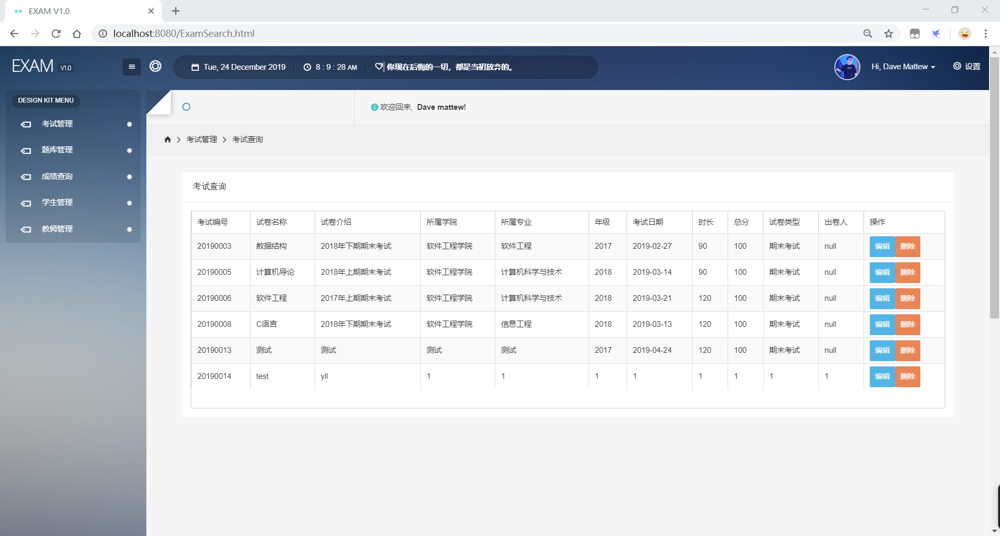 EXAM V1.0
localhost:8080/ExamSearch.html
EXAM V1.0
Tue, 24 December 2019
8 : 9 : 28 AM
你现在后悔的一切，都是当初放弃的。
Hi, Dave Mattew
设置
DESIGN KIT MENU
考试管理
题库管理
成绩查询
学生管理
教师管理
欢迎回来, Dave mattew!
考试管理 考试查询
考试查询
考试编号 试卷名称 试卷介绍 所属学院 所属专业 年级 考试日期 时长 总分 试卷类型 出卷人 操作
20190003 数据结构 2018年下期期末考试 软件工程学院 软件工程 2017 2019-02-27 90 100 期末考试 null 编辑 删除
20190005 计算机导论 2018年上期期末考试 软件工程学院 计算机科学与技术 2018 2019-03-14 90 100 期末考试 null 编辑 删除
20190006 软件工程 2017年上期期末考试 软件工程学院 计算机科学与技术 2018 2019-03-21 120 100 期末考试 null 编辑 删除
20190008 C语言 2018年下期期末考试 软件工程学院 信息工程 2018 2019-03-13 120 100 期末考试 null 编辑 删除
20190013 测试 测试 测试 测试 2017 2019-04-24 120 100 期末考试 null 编辑 删除
20190014 test yll 1 1 1 1 1 1 1 1 编辑 删除